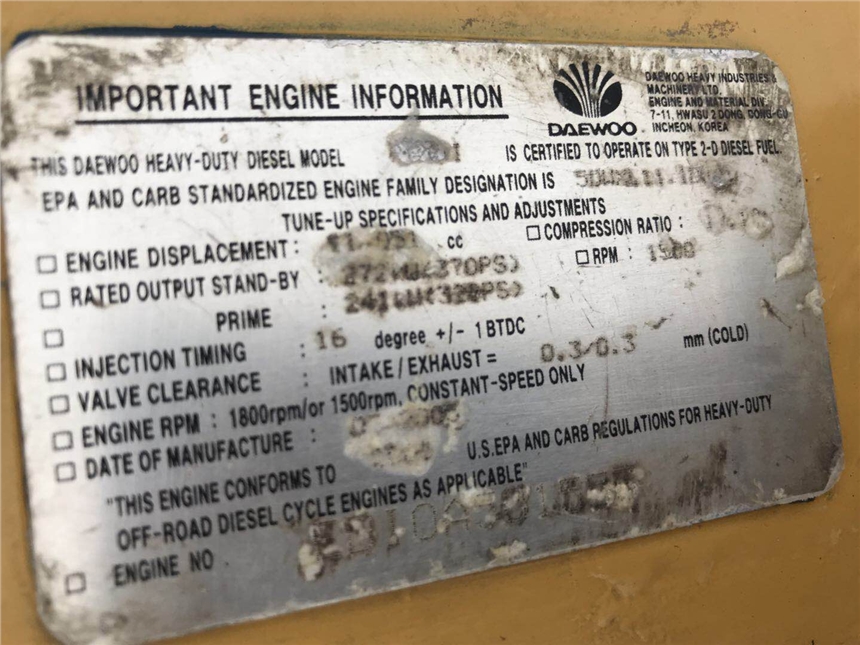 IMPORTANT ENGINE INFORMATION
DAEWOO
DAEWOO HEAVY INDUSTRIES &
MACHINERY LTD.
ENGINE AND MATERIAL DIV.
7-11, HWASU 2 DONG, DONG-GU
INCHEON, KOREA
THIS DAEWOO HEAVY-DUTY DIESEL MODEL IS CERTIFIED TO OPERATE ON TYPE 2-D DIESEL FUEL.
EPA AND CARB STANDARDIZED ENGINE FAMILY DESIGNATION IS
TUNE-UP SPECIFICATIONS AND ADJUSTMENTS
ENGINE DISPLACEMENT : cc COMPRESSION RATIO :
RATED OUTPUT STAND-BY : 272kW(370PS) RPM : 1500
PRIME : 241kW(328PS)
INJECTION TIMING : 16 degree +/- 1 BTDC
VALVE CLEARANCE : INTAKE / EXHAUST = 0.3/0.3 mm (COLD)
ENGINE RPM : 1800rpm/or 1500rpm, CONSTANT-SPEED ONLY
DATE OF MANUFACTURE :
"THIS ENGINE CONFORMS TO U.S.EPA AND CARB REGULATIONS FOR HEAVY-DUTY
OFF-ROAD DIESEL CYCLE ENGINES AS APPLICABLE"
ENGINE NO